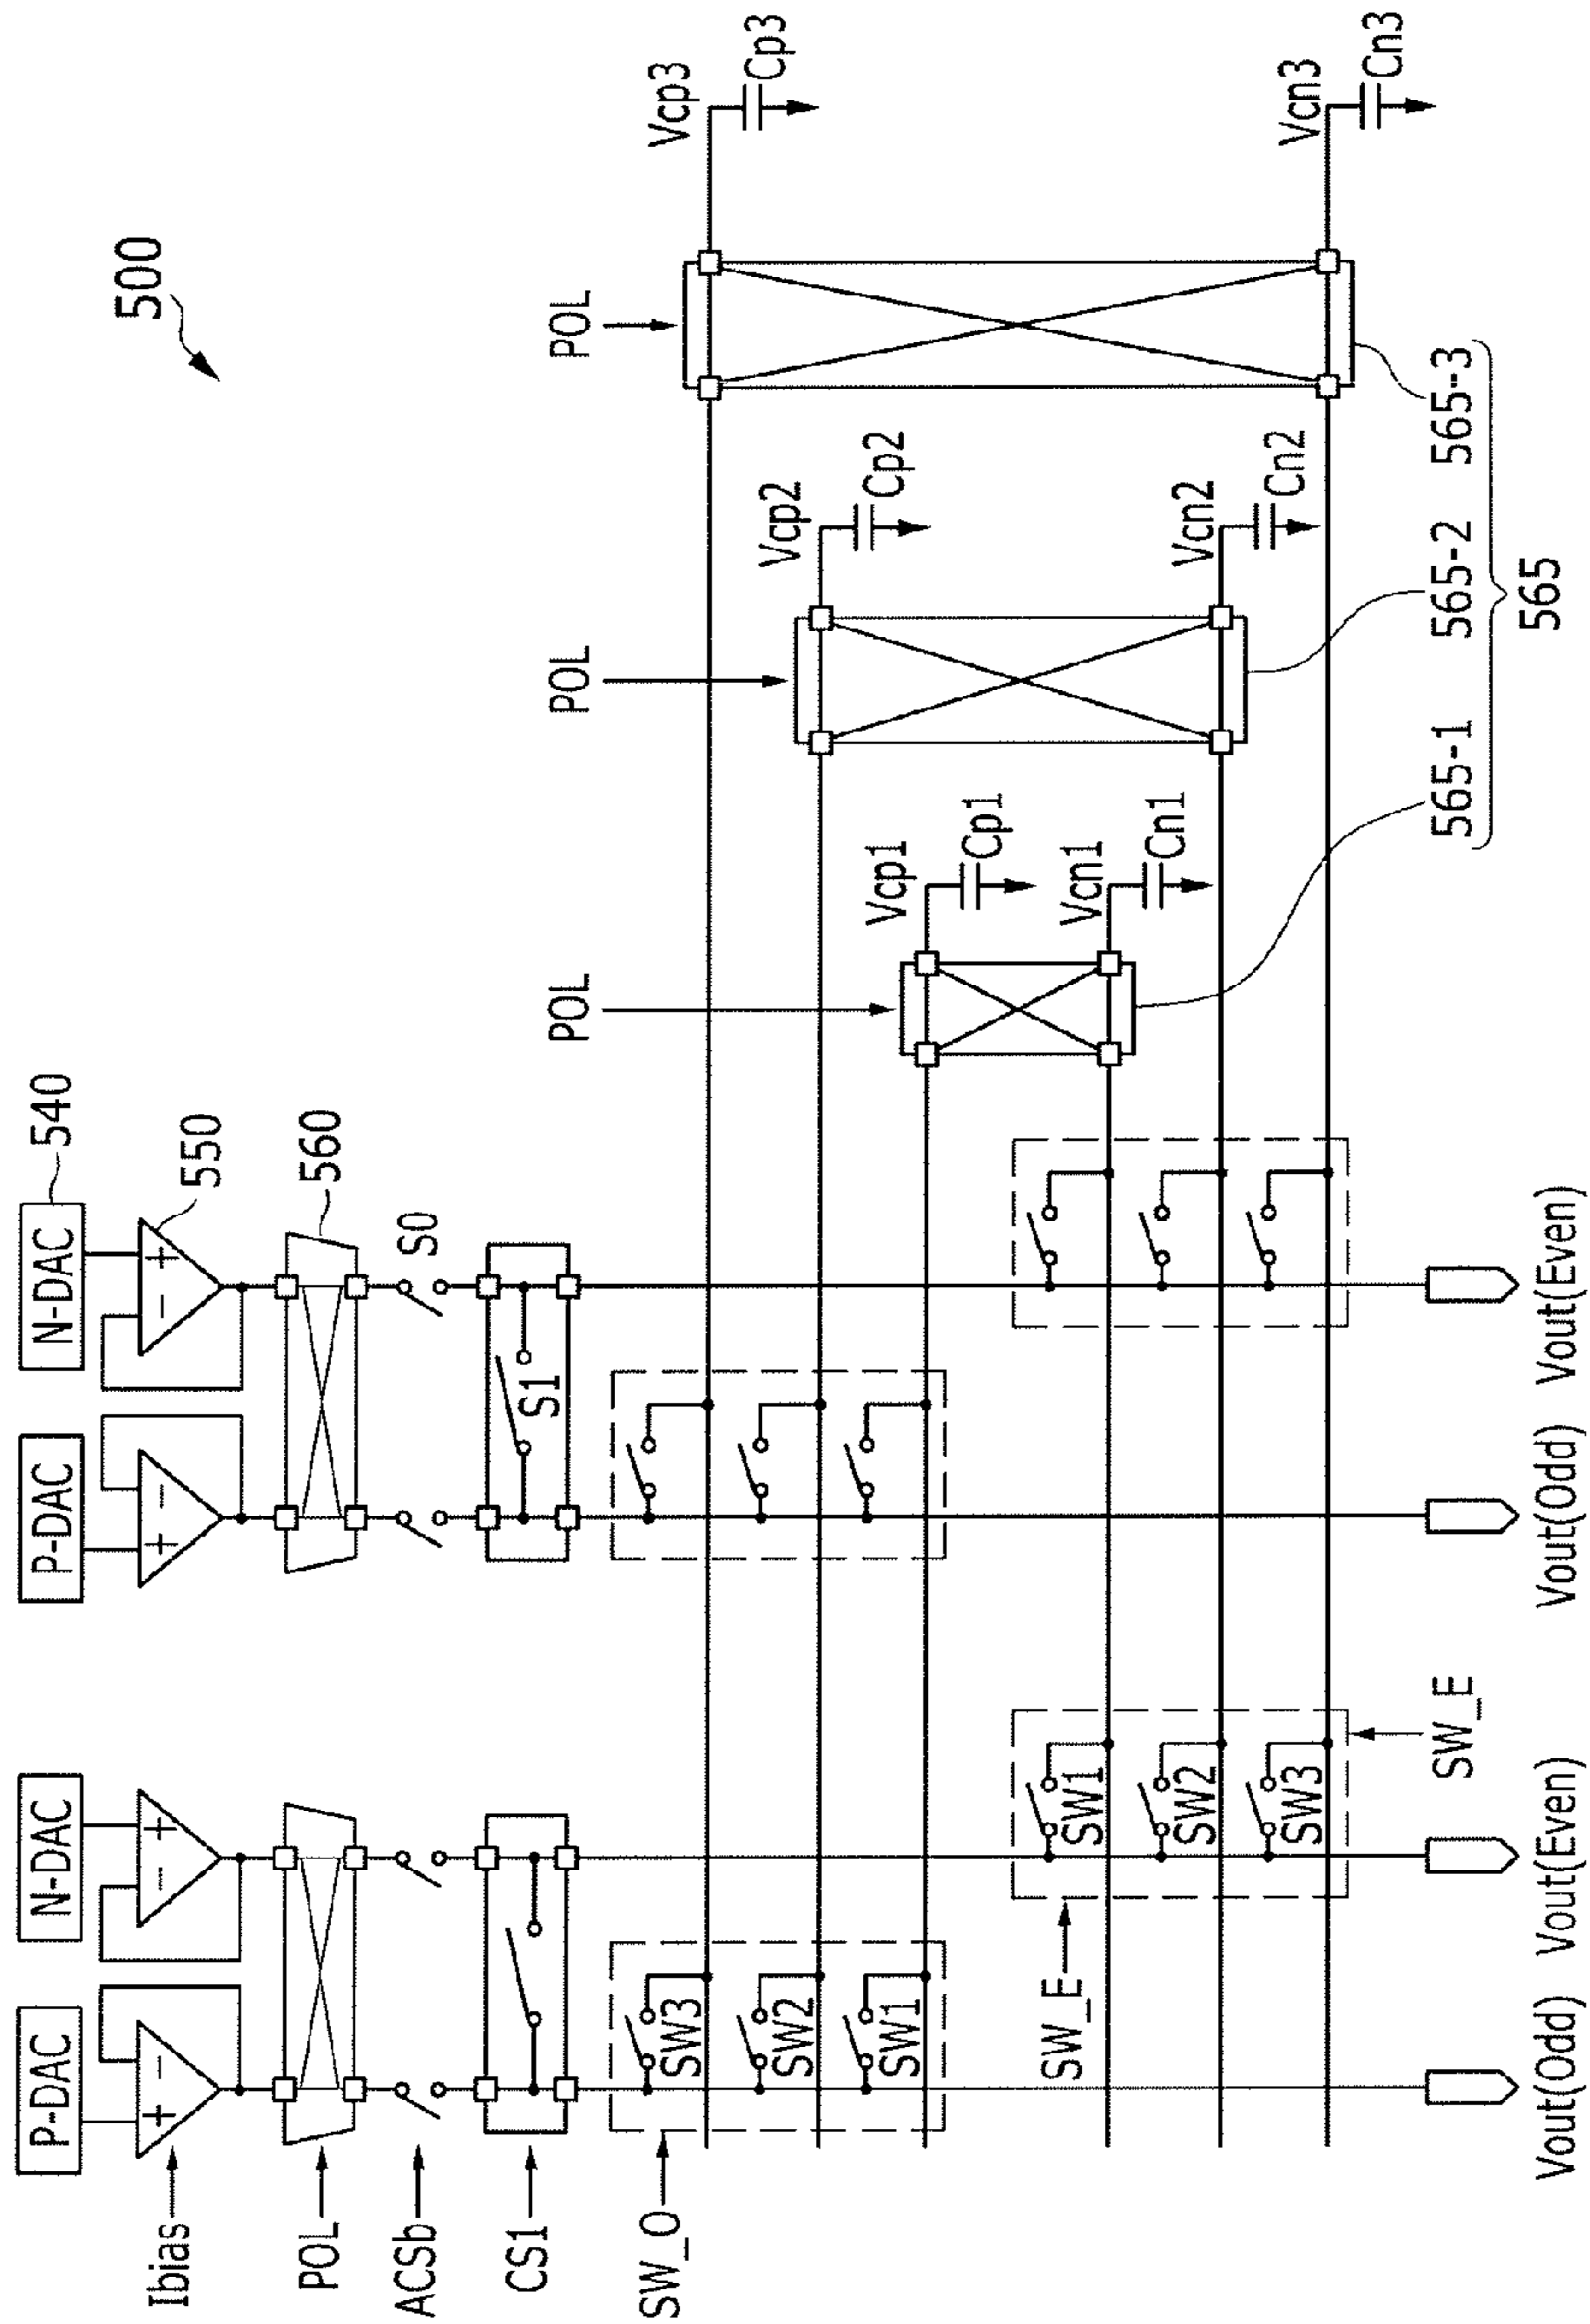 500
P-DAC
N-DAC
P-DAC
N-DAC
540
+
−
−
+
+
−
−
+
550
Ibias
560
POL
ACSb
S0
CS1
S1
SW_O
SW3
SW2
SW1
SW_E
SW1
SW2
SW3
SW_E
POL
POL
POL
Vcp3
Cp3
Vcp2
Cp2
Vcp1
Cp1
Vcn1
Cn1
Vcn2
Cn2
Vcn3
Cn3
565-1
565-2
565-3
565
Vout(Odd)
Vout(Even)
Vout(Odd)
Vout(Even)